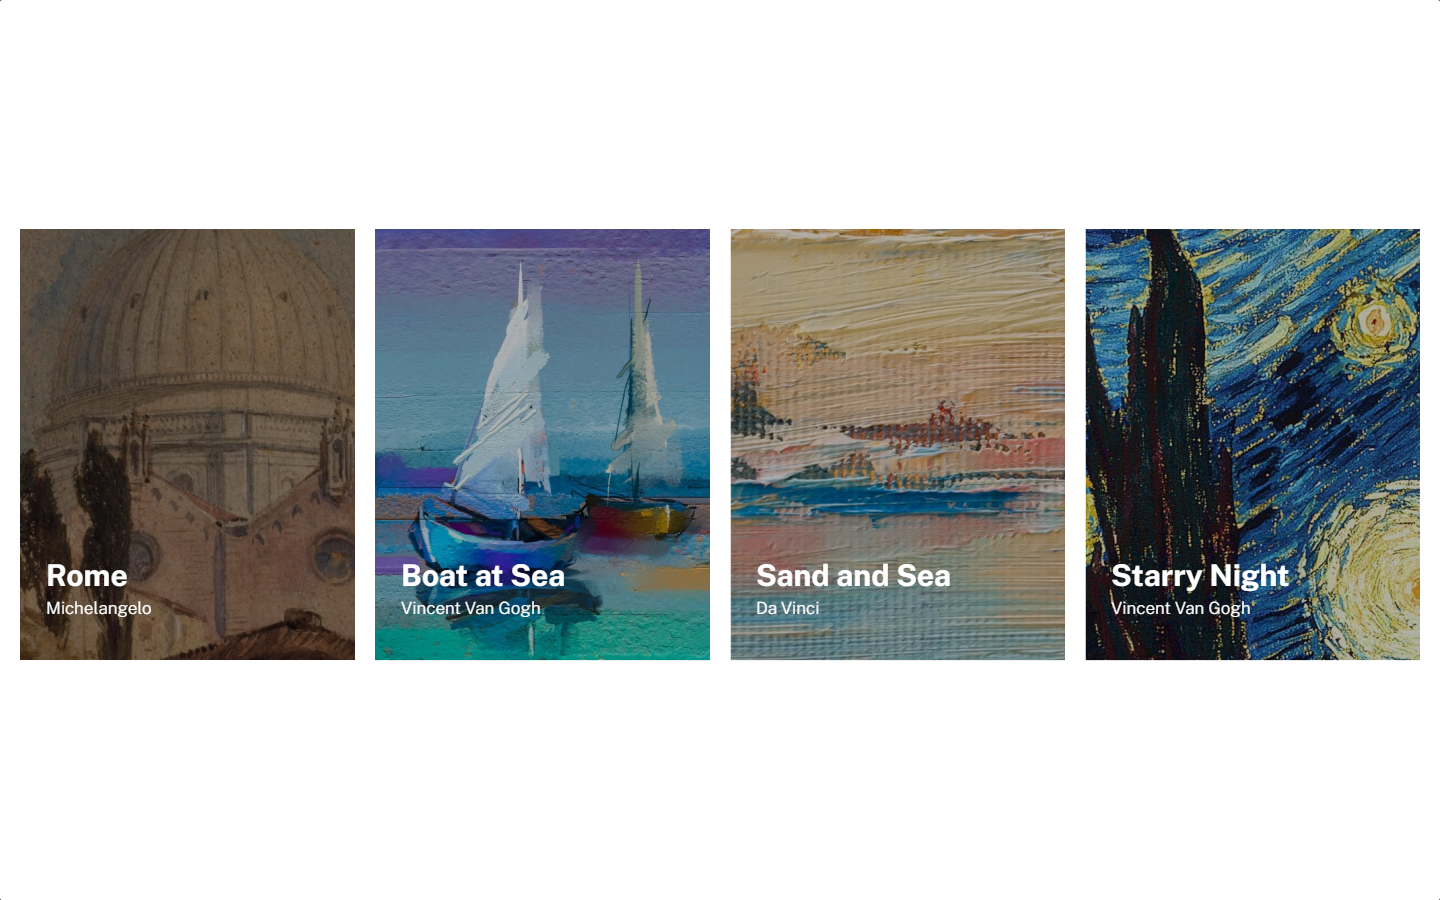 Rome
Michelangelo
Boat at Sea
Vincent Van Gogh
Sand and Sea
Da Vinci
Starry Night
Vincent Van Gogh